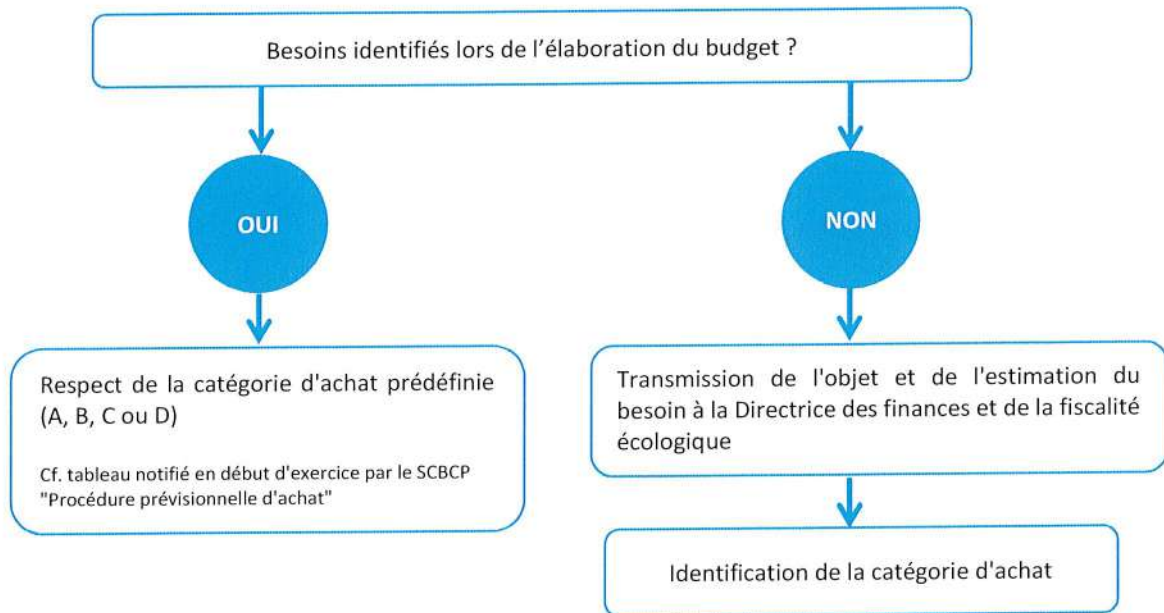 Besoins identifiés lors de l'élaboration du budget ?
OUI
NON
Respect de la catégorie d'achat prédéfinie
(A, B, C ou D)
Cf. tableau notifié en début d'exercice par le SCBCP
"Procédure prévisionnelle d'achat"
Transmission de l'objet et de l'estimation du
besoin à la Directrice des finances et de la fiscalité
écologique
Identification de la catégorie d'achat